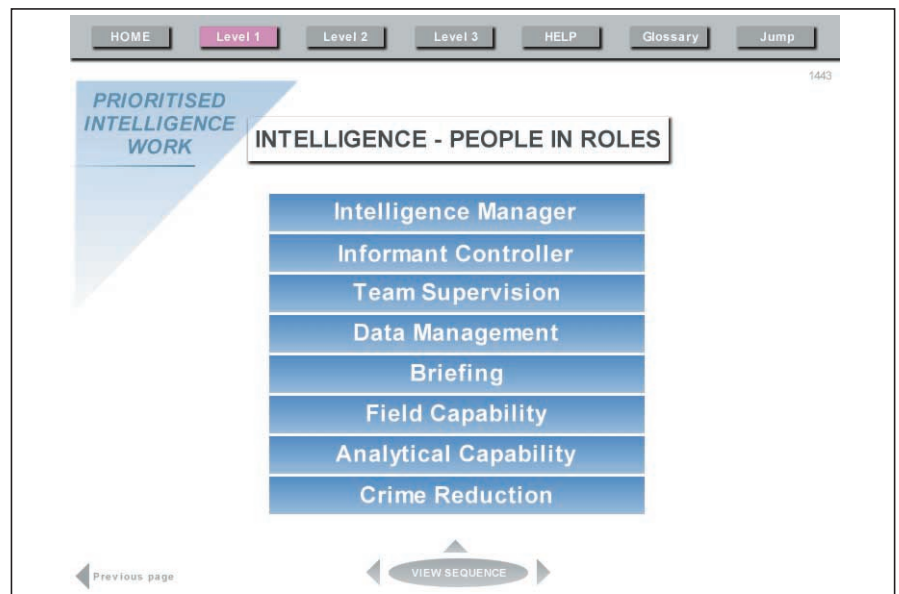 HOME Level 1 Level 2 Level 3 HELP Glossary Jump
1443
PRIORITISED
INTELLIGENCE
WORK
INTELLIGENCE - PEOPLE IN ROLES
Intelligence Manager
Informant Controller
Team Supervision
Data Management
Briefing
Field Capability
Analytical Capability
Crime Reduction
Previous page
VIEW SEQUENCE